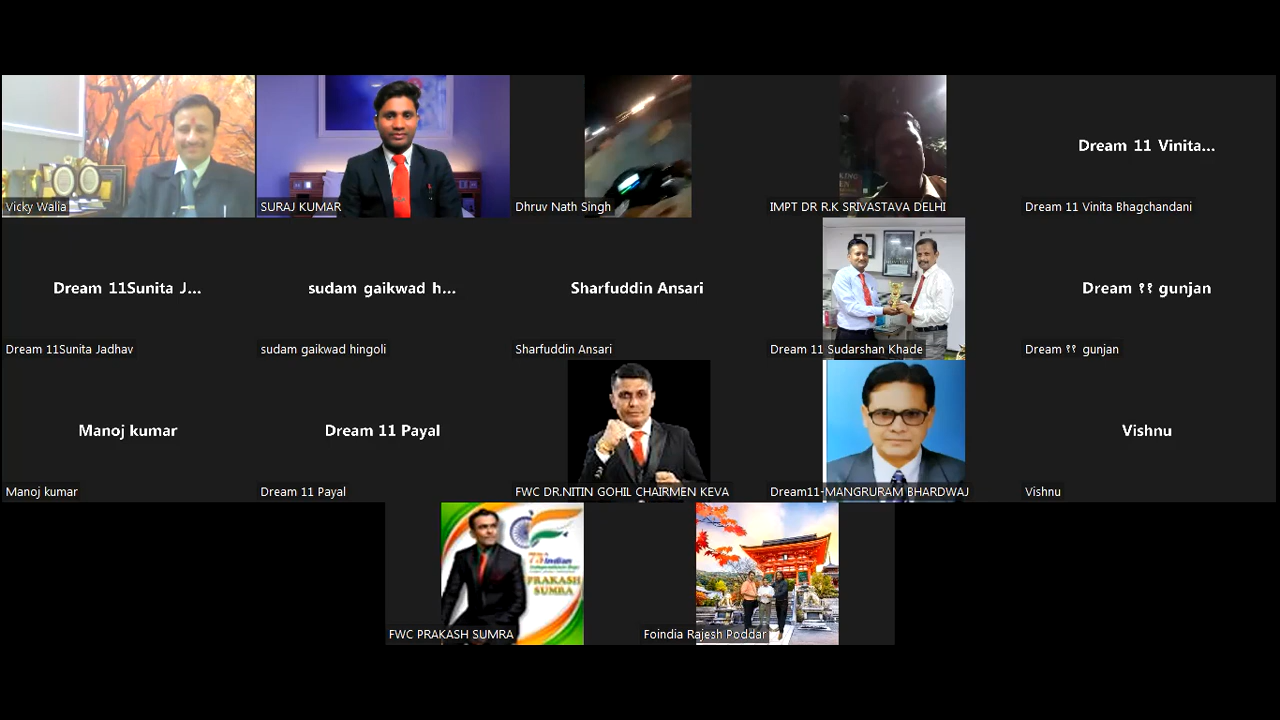 Vicky Walia
SURAJ KUMAR
Dhruv Nath Singh
IMPT DR R.K SRIVASTAVA DELHI
Dream 11 Vinita...
Dream 11 Vinita Bhagchandani
Dream 11Sunita J...
Dream 11Sunita Jadhav
sudam gaikwad h...
sudam gaikwad hingoli
Sharfuddin Ansari
Sharfuddin Ansari
Dream 11 Sudarshan Khade
Dream ११ gunjan
Dream ११ gunjan
Manoj kumar
Manoj kumar
Dream 11 Payal
Dream 11 Payal
FWC DR.NITIN GOHIL CHAIRMEN KEVA
Dream11-MANGRURAM BHARDWAJ
Vishnu
Vishnu
Indian
PRAKASH
SUMRA
FWC PRAKASH SUMRA
Foindia Rajesh Poddar